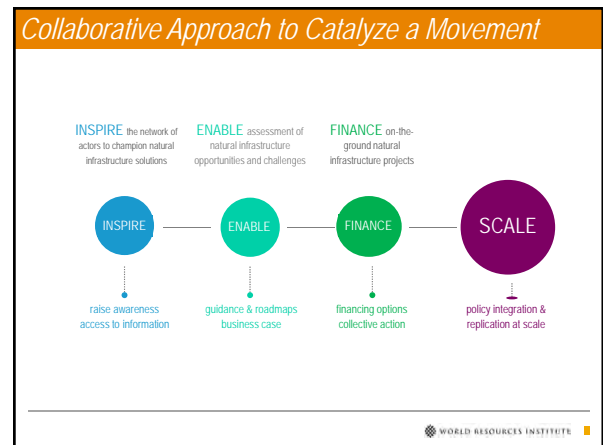 Collaborative Approach to Catalyze a Movement
INSPIRE the network of
actors to champion natural
infrastructure solutions
ENABLE assessment of
natural infrastructure
opportunities and challenges
FINANCE on-the-
ground natural
infrastructure projects
INSPIRE
ENABLE
FINANCE
SCALE
raise awareness
access to information
guidance & roadmaps
business case
financing options
collective action
policy integration &
replication at scale
WORLD RESOURCES INSTITUTE